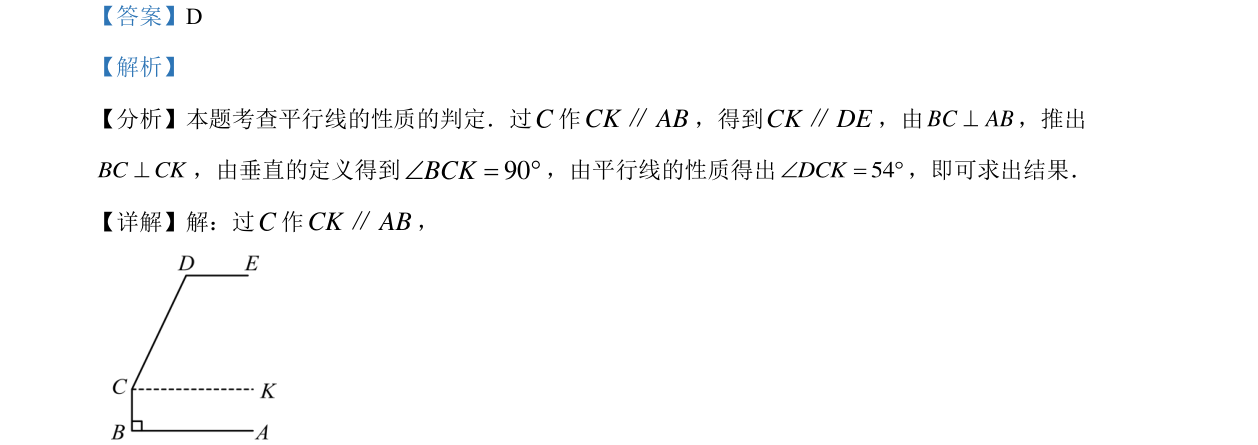 【答案】D
【解析】
【分析】本题考查平行线的性质的判定．过C作CK∥AB，得到CK∥DE，由BC⊥AB，推出
BC⊥CK，由垂直的定义得到∠BCK=90°，由平行线的性质得出∠DCK=54°，即可求出结果．
【详解】解：过C作CK∥AB，
D E
C K
B A